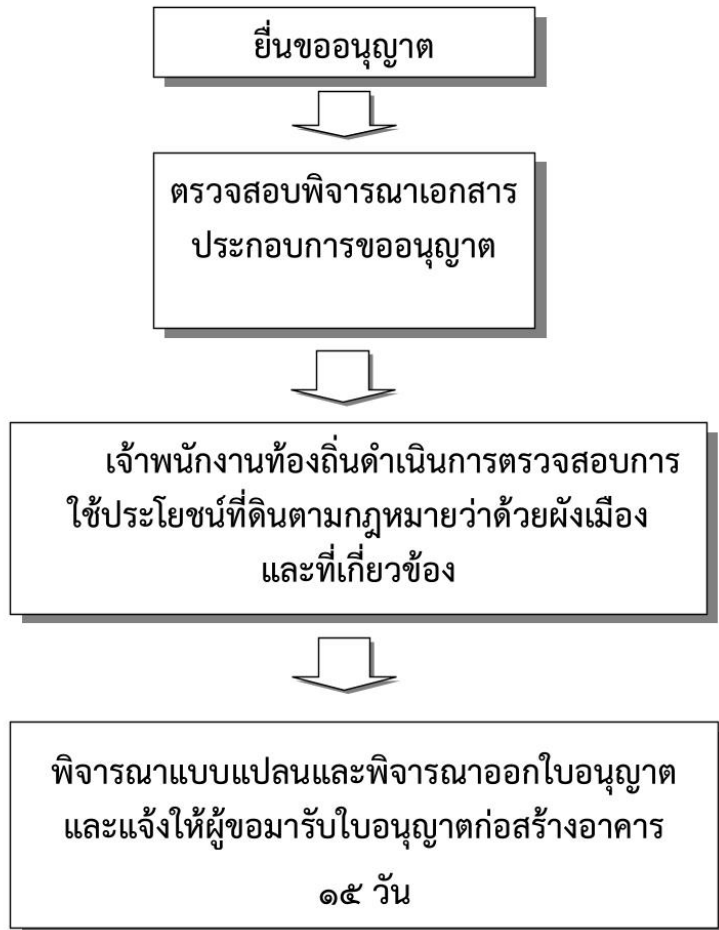 ยื่นขออนุญาต
ตรวจสอบพิจารณาเอกสาร
ประกอบการขออนุญาต
เจ้าพนักงานท้องถิ่นดำเนินการตรวจสอบการ
ใช้ประโยชน์ที่ดินตามกฎหมายว่าด้วยผังเมือง
และที่เกี่ยวข้อง
พิจารณาแบบแปลนและพิจารณาออกใบอนุญาต
และแจ้งให้ผู้ขอมารับใบอนุญาตก่อสร้างอาคาร
๑๕ วัน